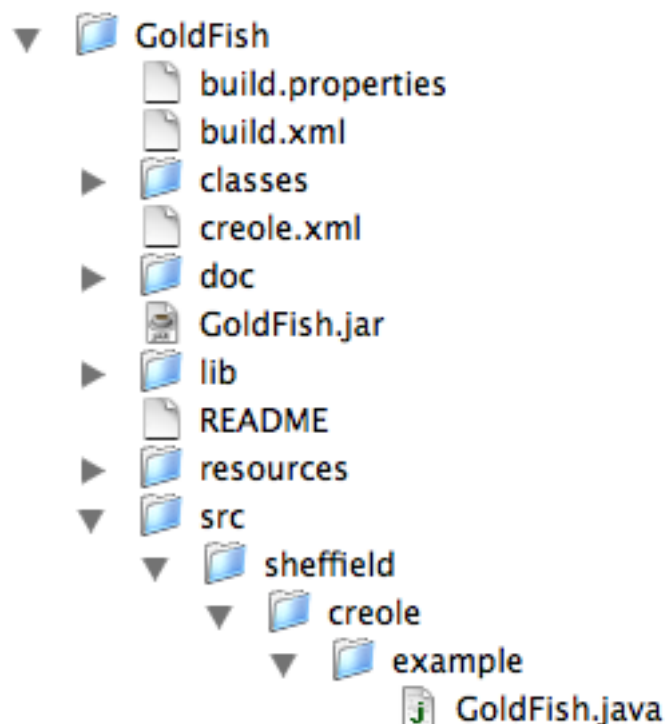 GoldFish
build.properties
build.xml
classes
creole.xml
doc
GoldFish.jar
lib
README
resources
src
sheffield
creole
example
GoldFish.java